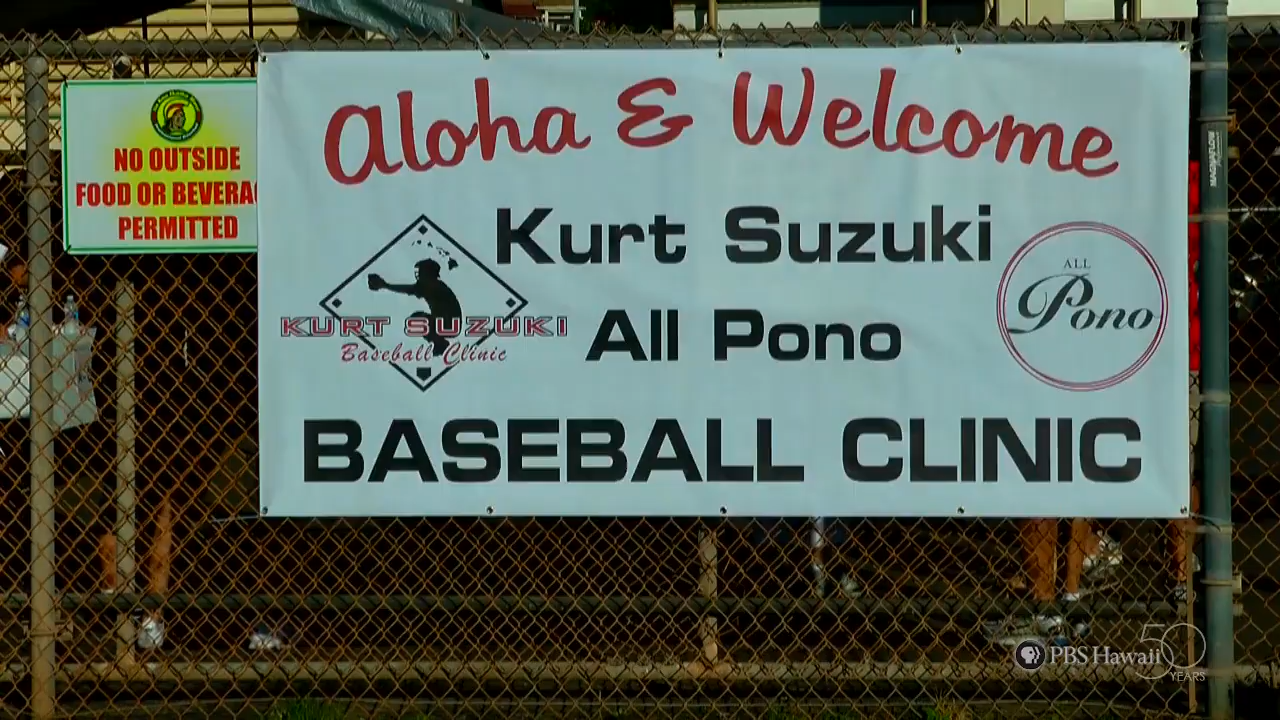 NO OUTSIDE
FOOD OR BEVERA
PERMITTED
Aloha & Welcome
Kurt Suzuki
All Pono
BASEBALL CLINIC
KURT SUZUKI
Baseball Clinic
ALL
Pono
PBS Hawaii
50
YEARS